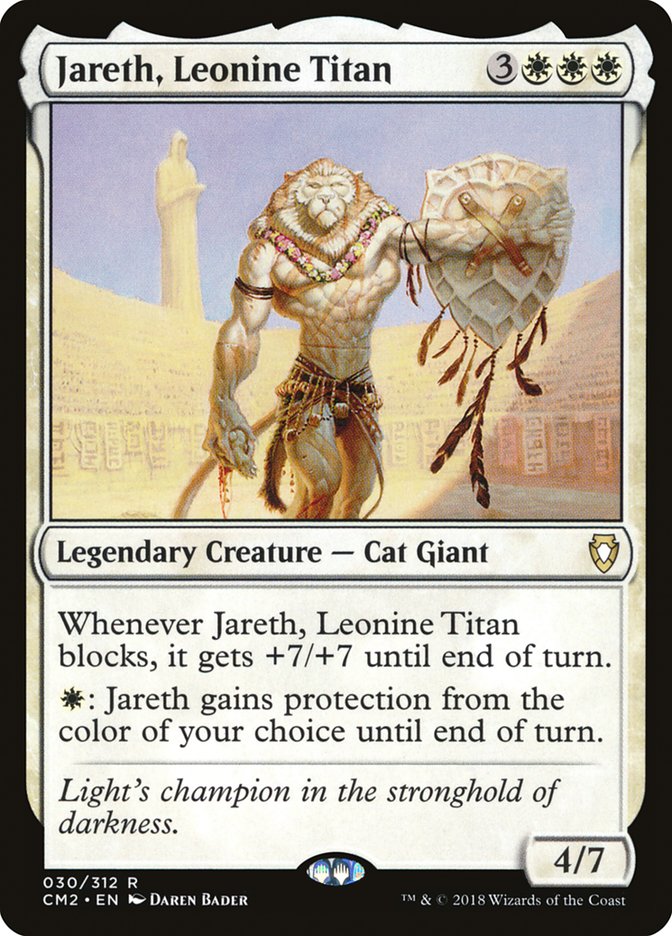 Jareth, Leonine Titan 3
Legendary Creature — Cat Giant
Whenever Jareth, Leonine Titan
blocks, it gets +7/+7 until end of turn.
: Jareth gains protection from the
color of your choice until end of turn.
Light's champion in the stronghold of
darkness.
4/7
030/312 R
CM2 • EN Daren Bader
™ & © 2018 Wizards of the Coast